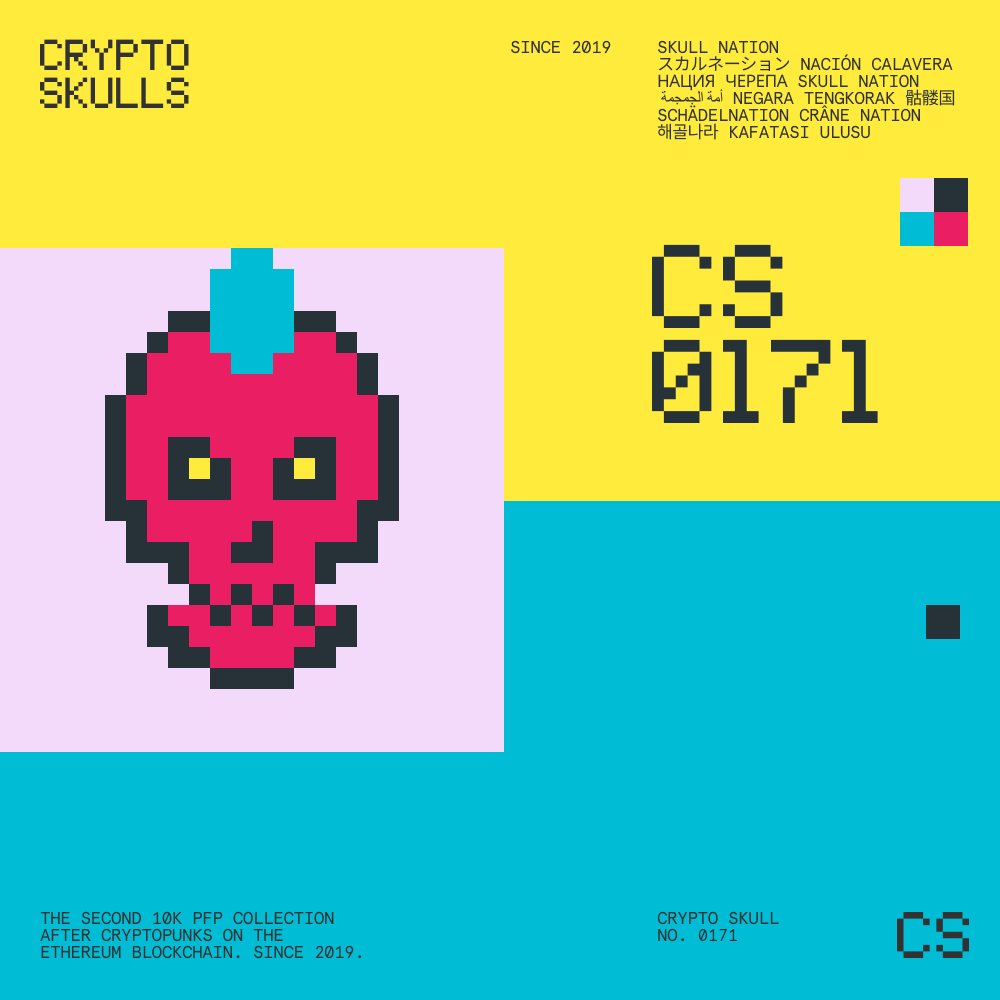 CRYPTO
SKULLS
SINCE 2019
SKULL NATION
スカルネーション NACIÓN CALAVERA
НАЦИЯ ЧЕРЕПА SKULL NATION
أمة الجمجمة NEGARA TENGKORAK 骷髅国
SCHÄDELNATION CRÂNE NATION
해골나라 KAFATASI ULUSU
CS
0171
THE SECOND 10K PFP COLLECTION
AFTER CRYPTOPUNKS ON THE
ETHEREUM BLOCKCHAIN. SINCE 2019.
CRYPTO SKULL
NO. 0171
CS